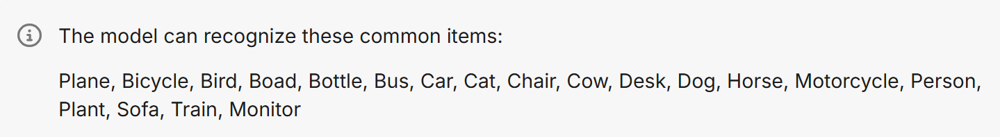 The model can recognize these common items:
Plane, Bicycle, Bird, Boad, Bottle, Bus, Car, Cat, Chair, Cow, Desk, Dog, Horse, Motorcycle, Person,
Plant, Sofa, Train, Monitor